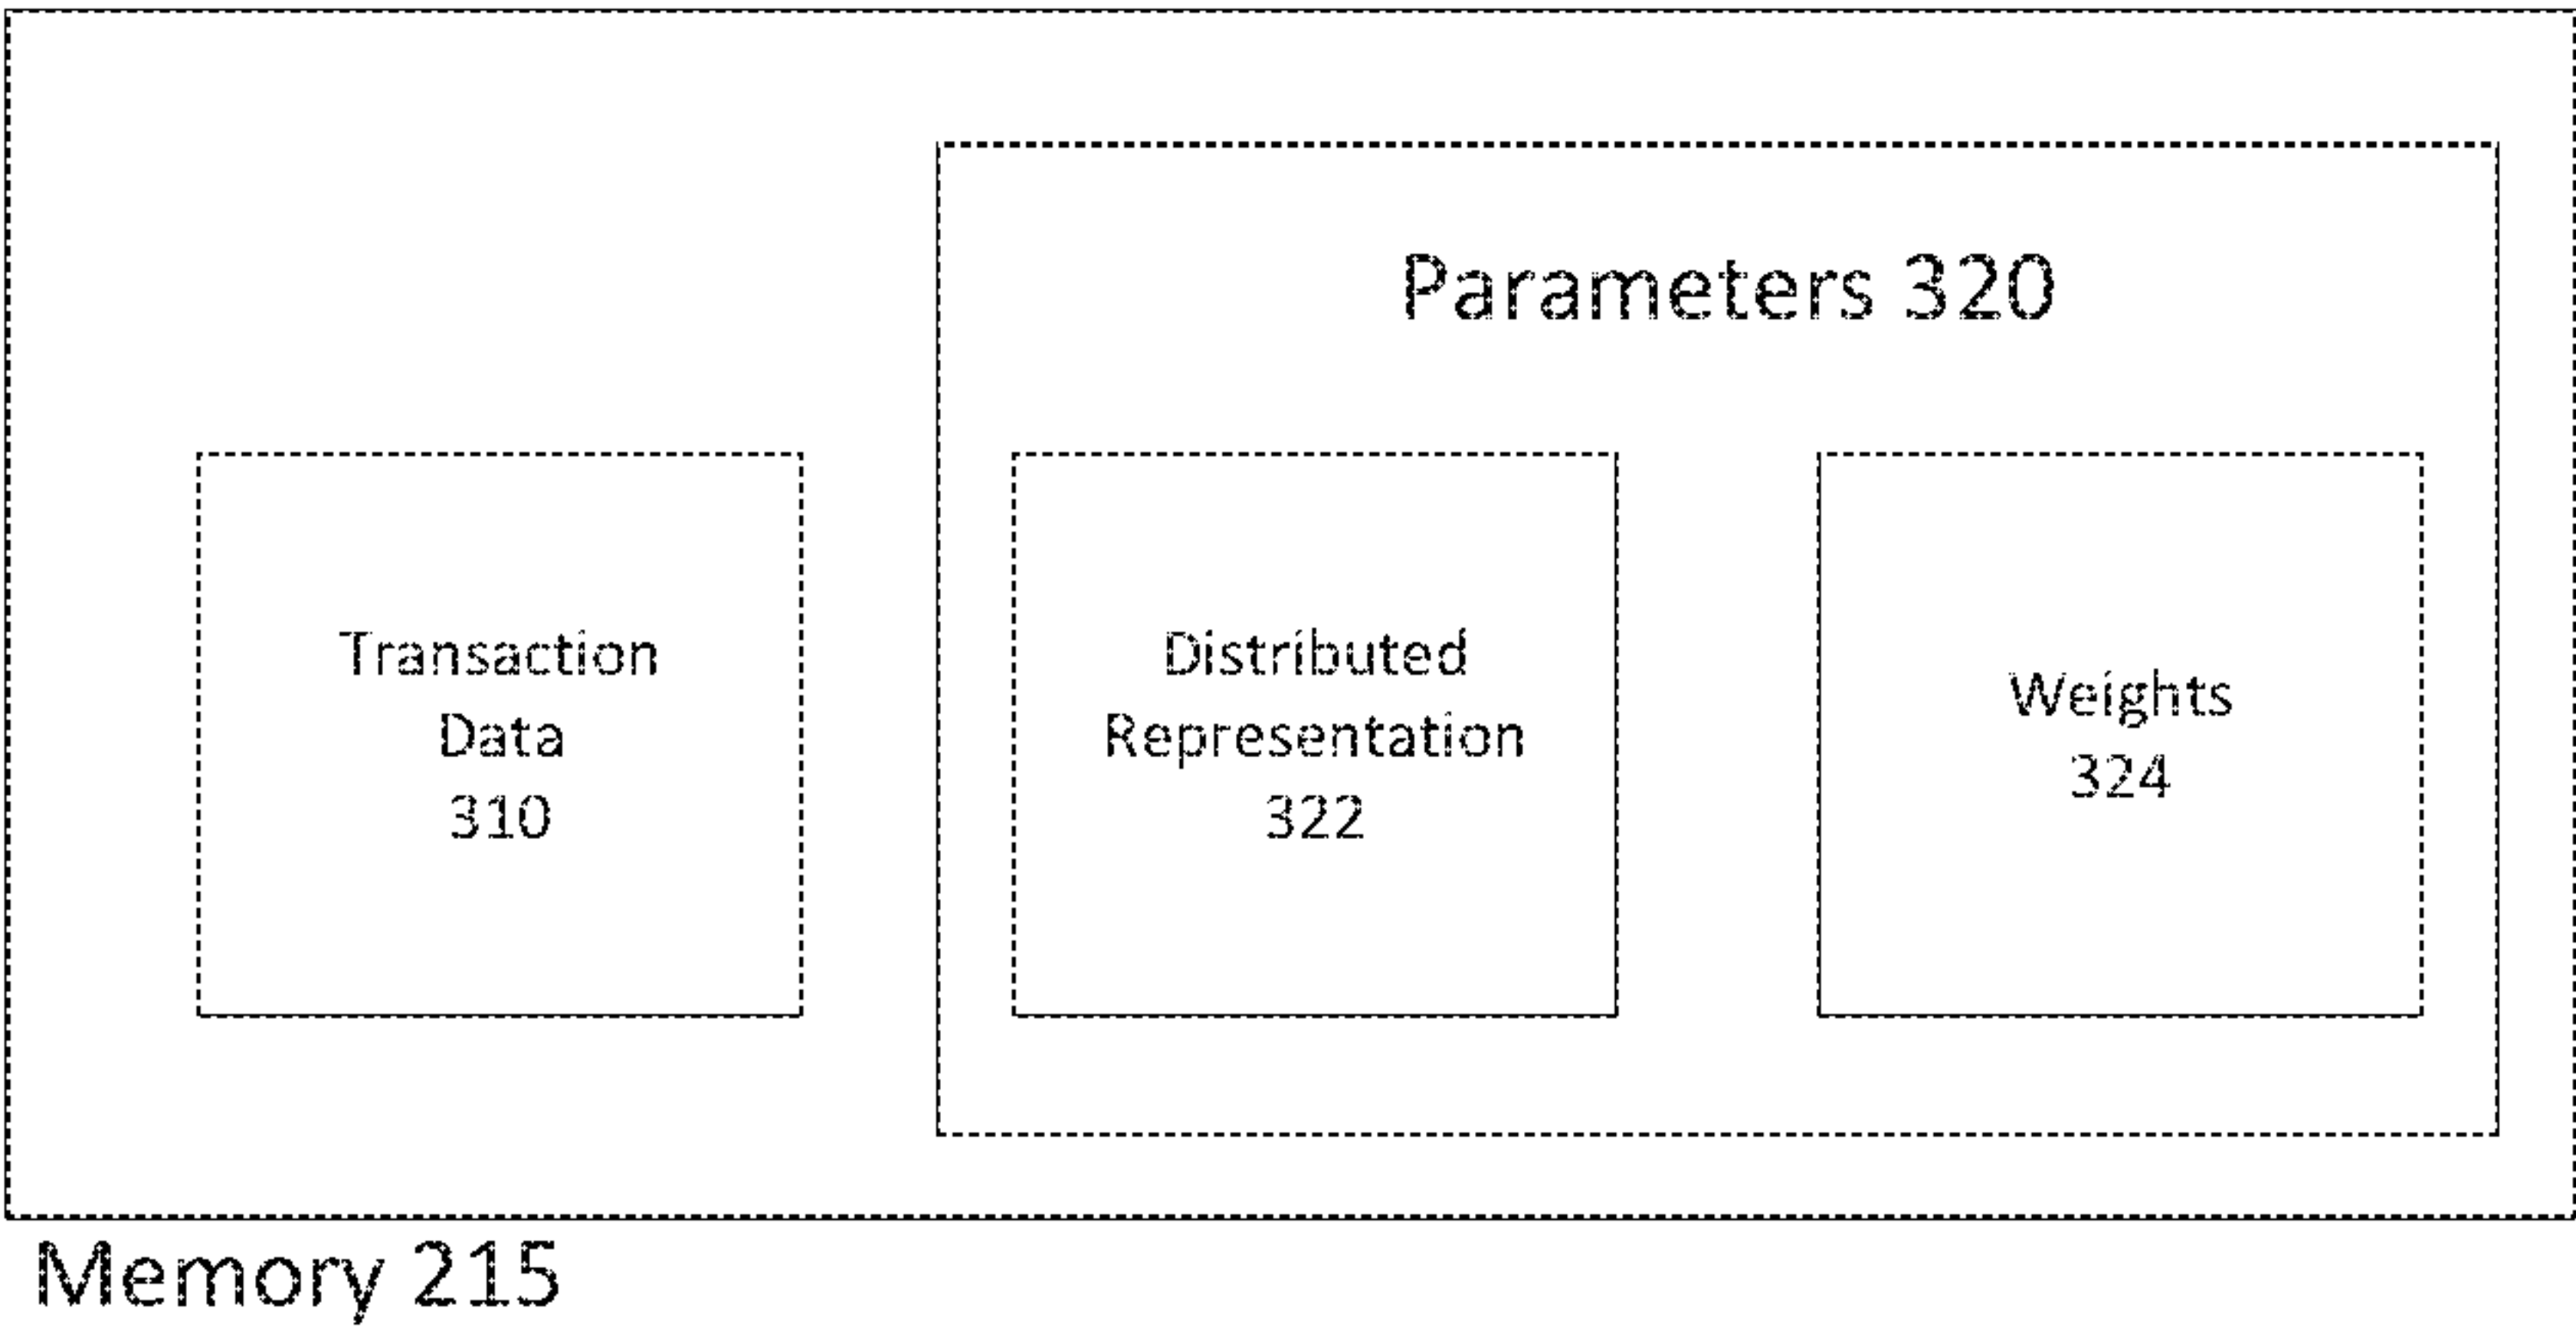 Parameters 320
Transaction
Data
310
Distributed
Representation
322
Weights
324
Memory 215